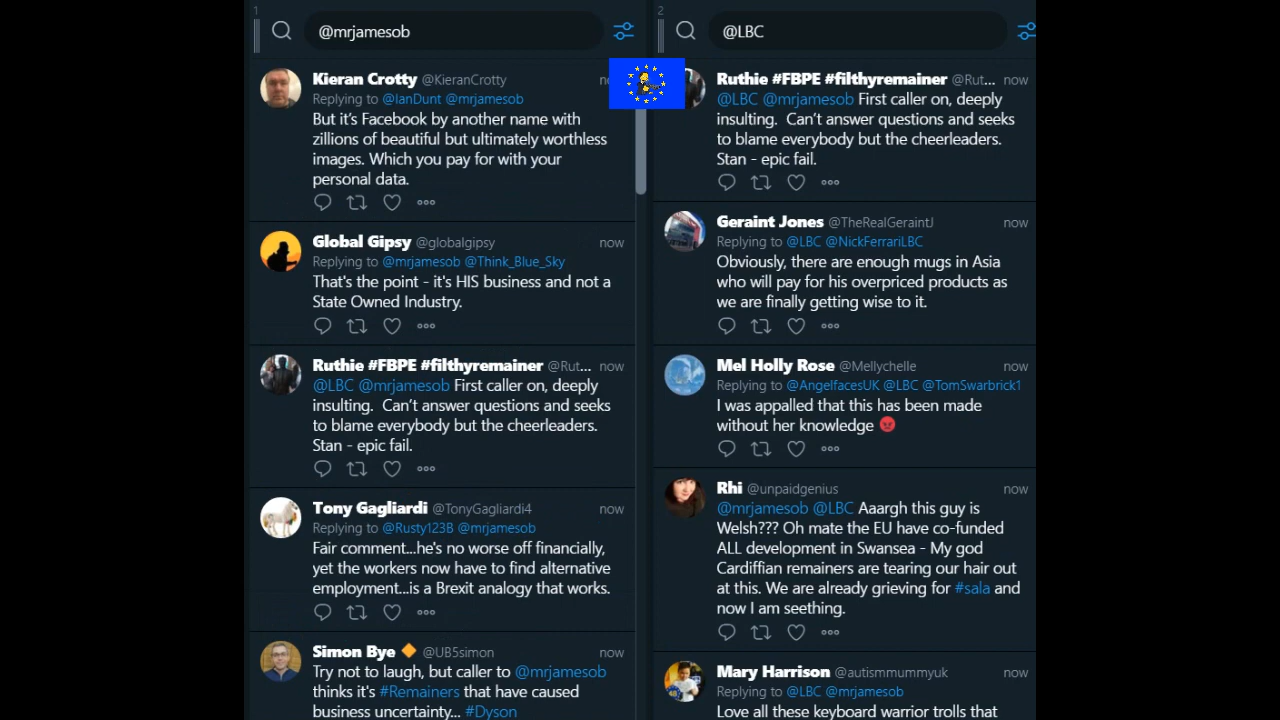 1
@mrjamesob
Kieran Crotty @KieranCrotty
Replying to @IanDunt @mrjamesob
But it's Facebook by another name with
zillions of beautiful but ultimately worthless
images. Which you pay for with your
personal data.
Global Gipsy @globalgipsy now
Replying to @mrjamesob @Think_Blue_Sky
That's the point - it's HIS business and not a
State Owned Industry.
Ruthie #FBPE #filthyremainer @Rut... now
@LBC @mrjamesob First caller on, deeply
insulting. Can't answer questions and seeks
to blame everybody but the cheerleaders.
Stan - epic fail.
Tony Gagliardi @TonyGagliardi4 now
Replying to @Rusty123B @mrjamesob
Fair comment...he's no worse off financially,
yet the workers now have to find alternative
employment...is a Brexit analogy that works.
Simon Bye @UB5simon now
Try not to laugh, but caller to @mrjamesob
thinks it's #Remainers that have caused
business uncertainty... #Dyson
2
@LBC
Ruthie #FBPE #filthyremainer @Rut... now
@LBC @mrjamesob First caller on, deeply
insulting. Can't answer questions and seeks
to blame everybody but the cheerleaders.
Stan - epic fail.
Geraint Jones @TheRealGeraintJ now
Replying to @LBC @NickFerrariLBC
Obviously, there are enough mugs in Asia
who will pay for his overpriced products as
we are finally getting wise to it.
Mel Holly Rose @Mellychelle now
Replying to @AngelfacesUK @LBC @TomSwarbrick1
I was appalled that this has been made
without her knowledge 😡
Rhi @unpaidgenius now
@mrjamesob @LBC Aaargh this guy is
Welsh??? Oh mate the EU have co-funded
ALL development in Swansea - My god
Cardiffian remainers are tearing our hair out
at this. We are already grieving for #sala and
now I am seething.
Mary Harrison @autismmummyuk now
Replying to @LBC @mrjamesob
Love all these keyboard warrior trolls that